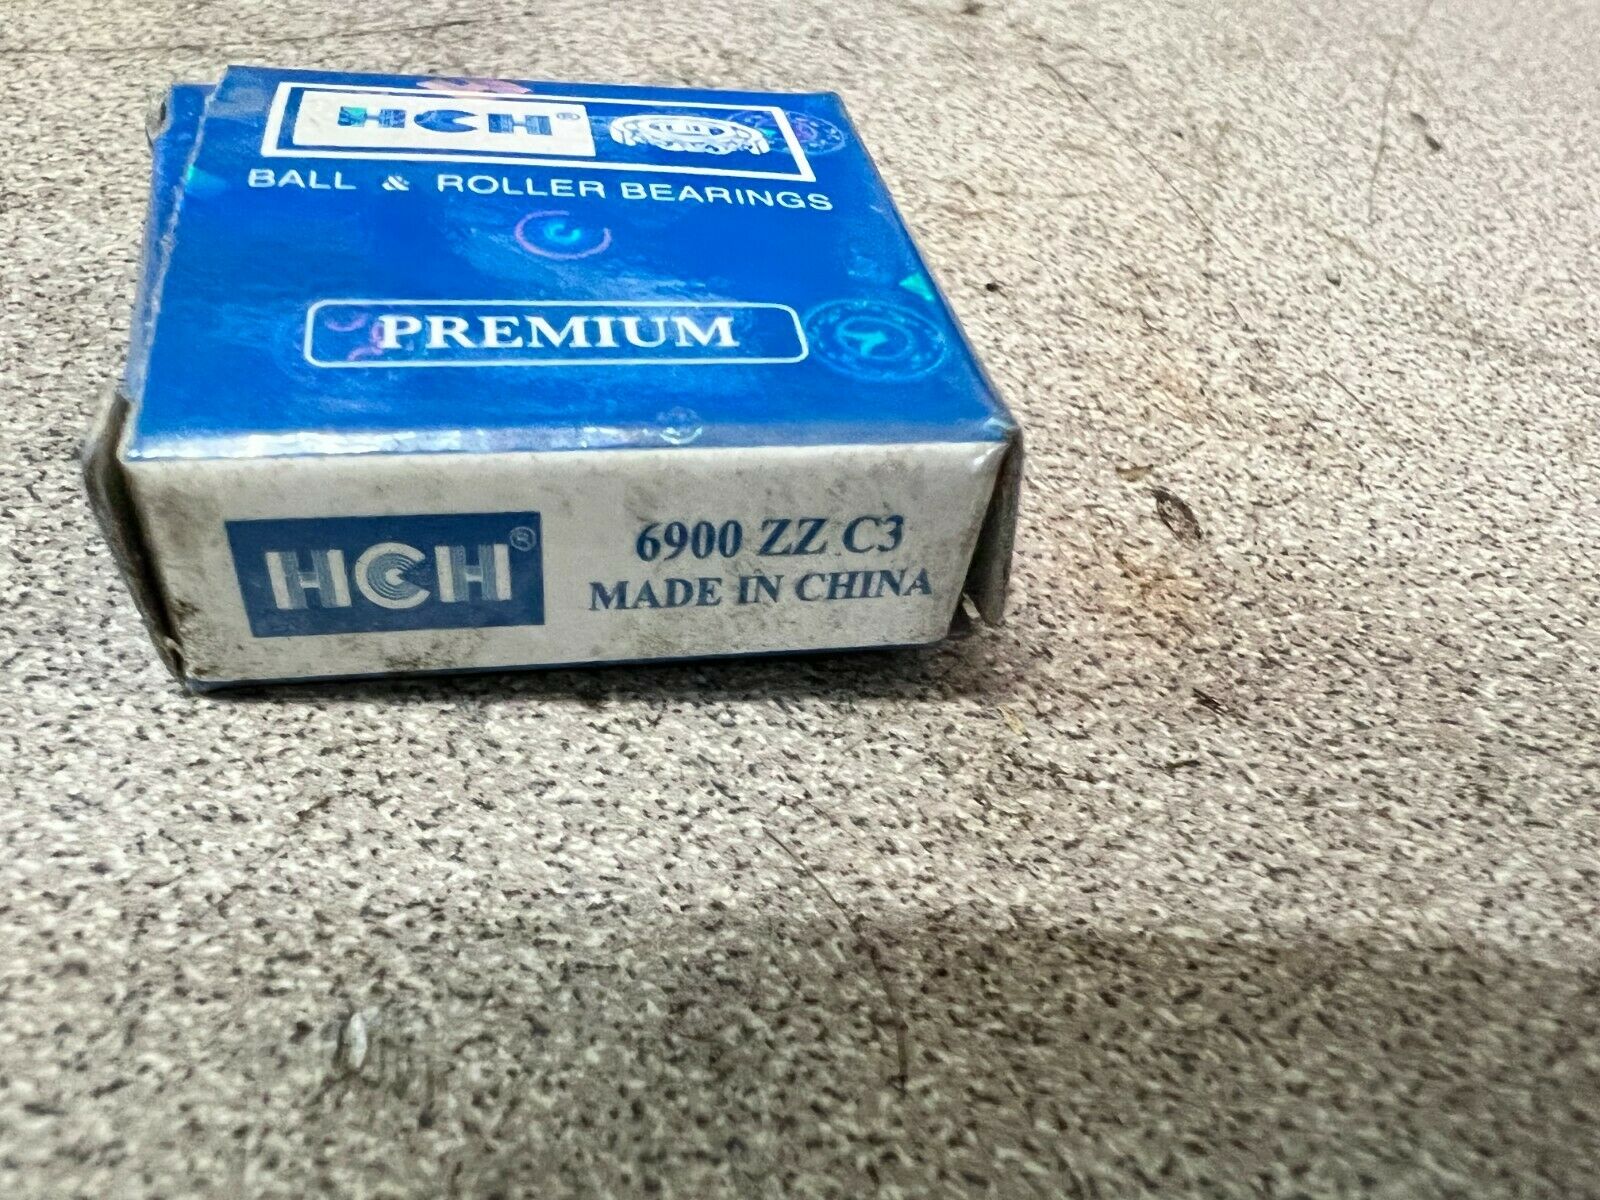 HCH®
BALL & ROLLER BEARINGS
PREMIUM
HCH®
6900 ZZ C3
MADE IN CHINA